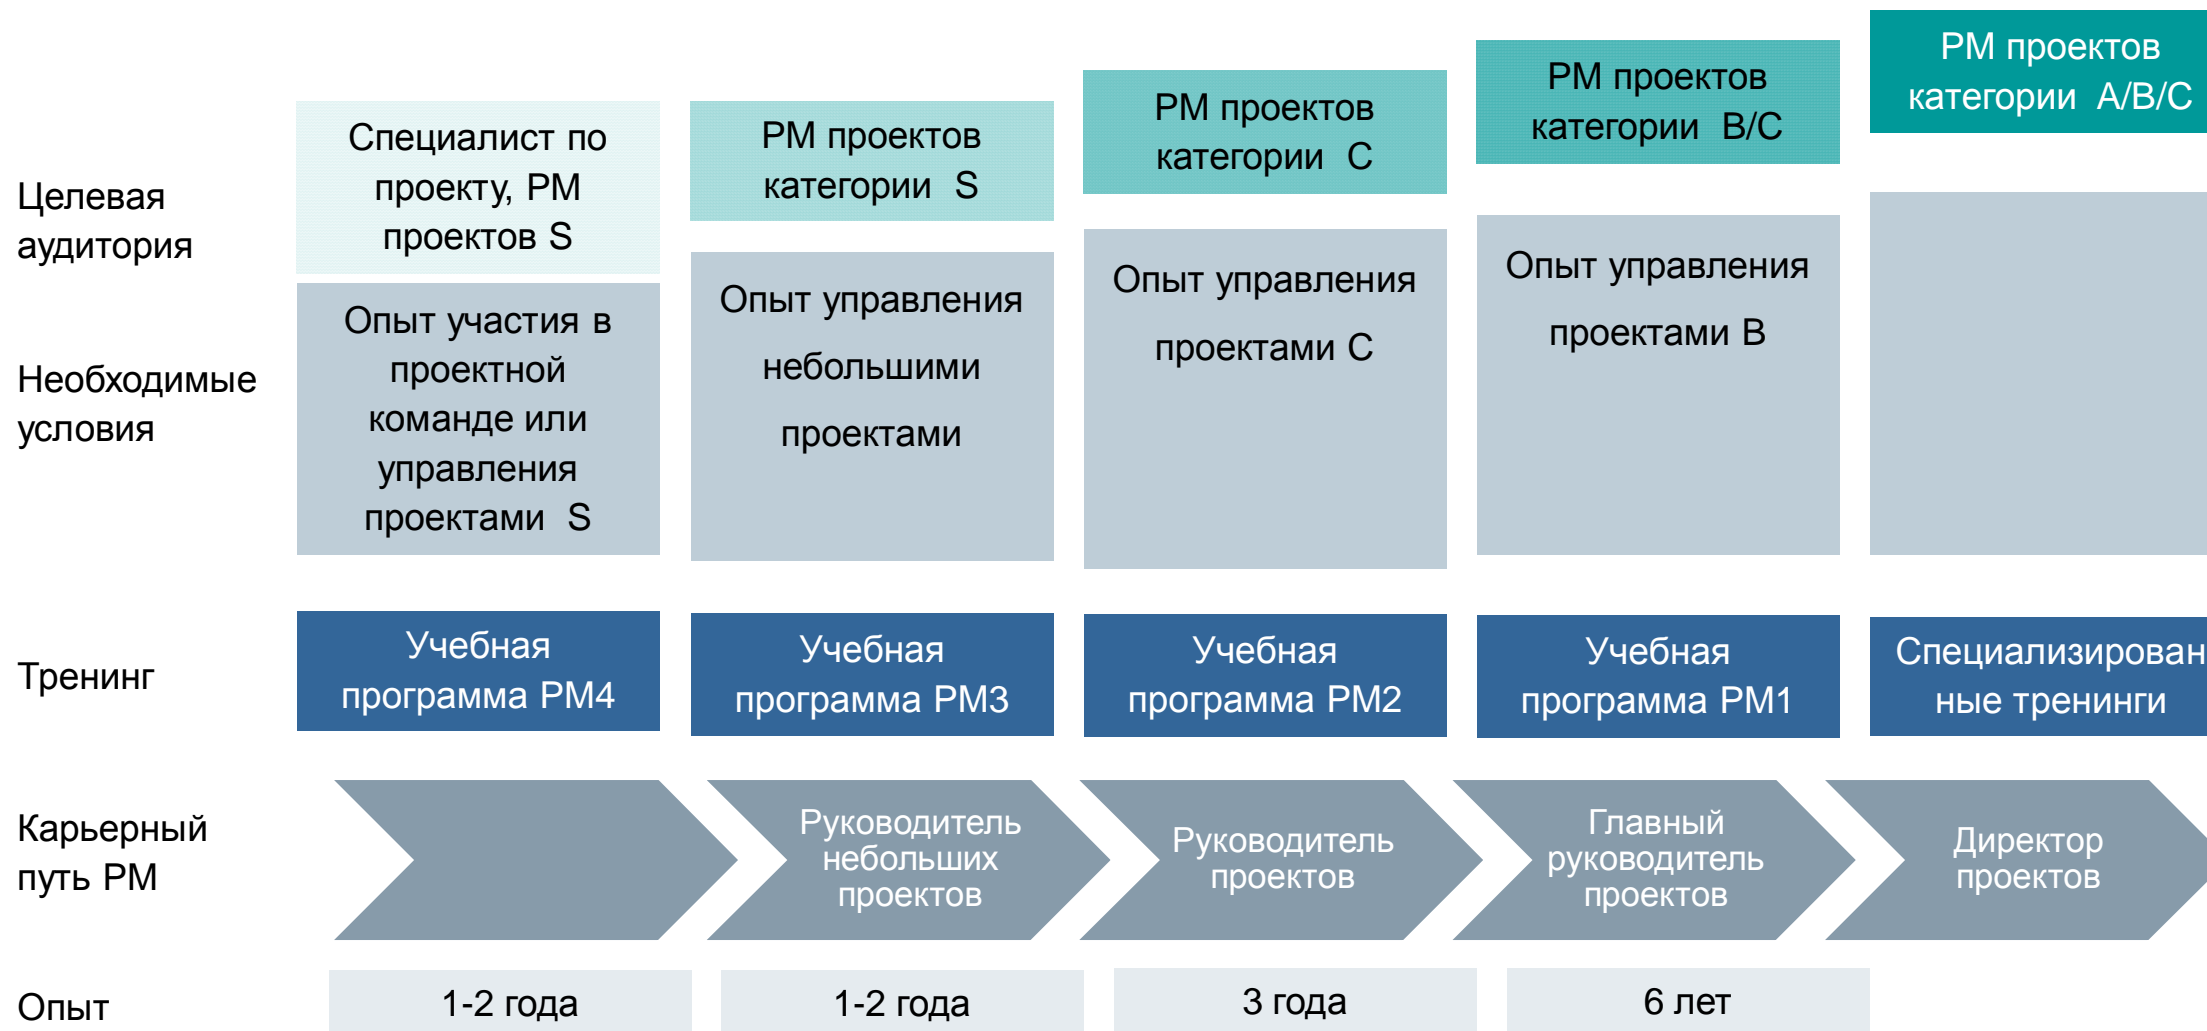 Целевая
аудитория
Специалист по
проекту, PM
проектов S
PM проектов
категории S
PM проектов
категории C
PM проектов
категории B/C
PM проектов
категории A/B/C
Необходимые
условия
Опыт участия в
проектной
команде или
управления
проектами S
Опыт управления
небольшими
проектами
Опыт управления
проектами C
Опыт управления
проектами B
Тренинг
Учебная
программа PM4
Учебная
программа PM3
Учебная
программа PM2
Учебная
программа PM1
Специализирован
ные тренинги
Карьерный
путь PM
Руководитель
небольших
проектов
Руководитель
проектов
Главный
руководитель
проектов
Директор
проектов
Опыт
1-2 года
1-2 года
3 года
6 лет